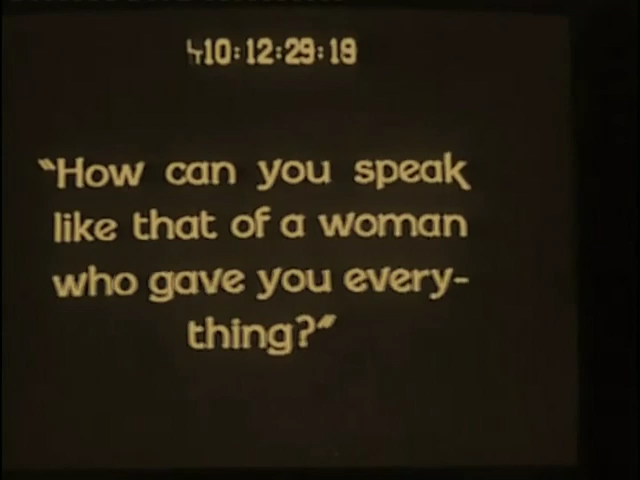 10:12:29:19
“How can you speak
like that of a woman
who gave you every-
thing?”